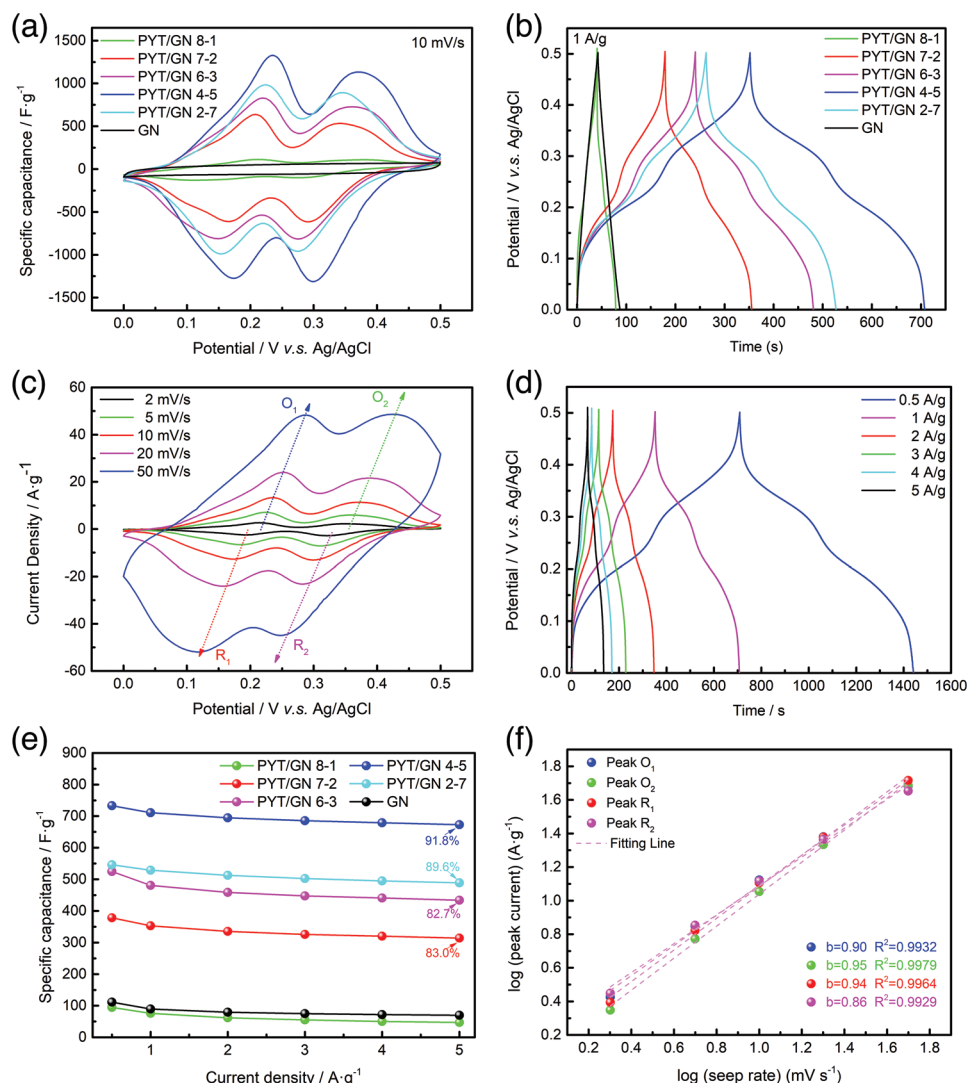 (a)
PYT/GN 8-1
PYT/GN 7-2
PYT/GN 6-3
PYT/GN 4-5
PYT/GN 2-7
GN
10 mV/s
1500
1000
500
0
-500
-1000
-1500
0.0 0.1 0.2 0.3 0.4 0.5
Specific capacitance / F·g⁻¹
Potential / V v.s. Ag/AgCl
(b)
1 A/g
PYT/GN 8-1
PYT/GN 7-2
PYT/GN 6-3
PYT/GN 4-5
PYT/GN 2-7
GN
0.5
0.4
0.3
0.2
0.1
0.0
0 100 200 300 400 500 600 700
Potential / V v.s. Ag/AgCl
Time (s)
(c)
2 mV/s
5 mV/s
10 mV/s
20 mV/s
50 mV/s
O₁
O₂
R₁
R₂
60
40
20
0
-20
-40
-60
0.0 0.1 0.2 0.3 0.4 0.5
Current Density / A·g⁻¹
Potential / V v.s. Ag/AgCl
(d)
0.5 A/g
1 A/g
2 A/g
3 A/g
4 A/g
5 A/g
0.5
0.4
0.3
0.2
0.1
0.0
0 200 400 600 800 1000 1200 1400 1600
Potential / V v.s. Ag/AgCl
Time / s
(e)
PYT/GN 8-1 PYT/GN 4-5
PYT/GN 7-2 PYT/GN 2-7
PYT/GN 6-3 GN
91.8%
89.6%
82.7%
83.0%
900
800
700
600
500
400
300
200
100
0
1 2 3 4 5
Specific capacitance / F·g⁻¹
Current density / A·g⁻¹
(f)
Peak O₁
Peak O₂
Peak R₁
Peak R₂
Fitting Line
b=0.90 R²=0.9932
b=0.95 R²=0.9979
b=0.94 R²=0.9964
b=0.86 R²=0.9929
1.8
1.6
1.4
1.2
1.0
0.8
0.6
0.4
0.2
0.2 0.4 0.6 0.8 1.0 1.2 1.4 1.6 1.8
log (peak current) (A·g⁻¹)
log (seep rate) (mV s⁻¹)